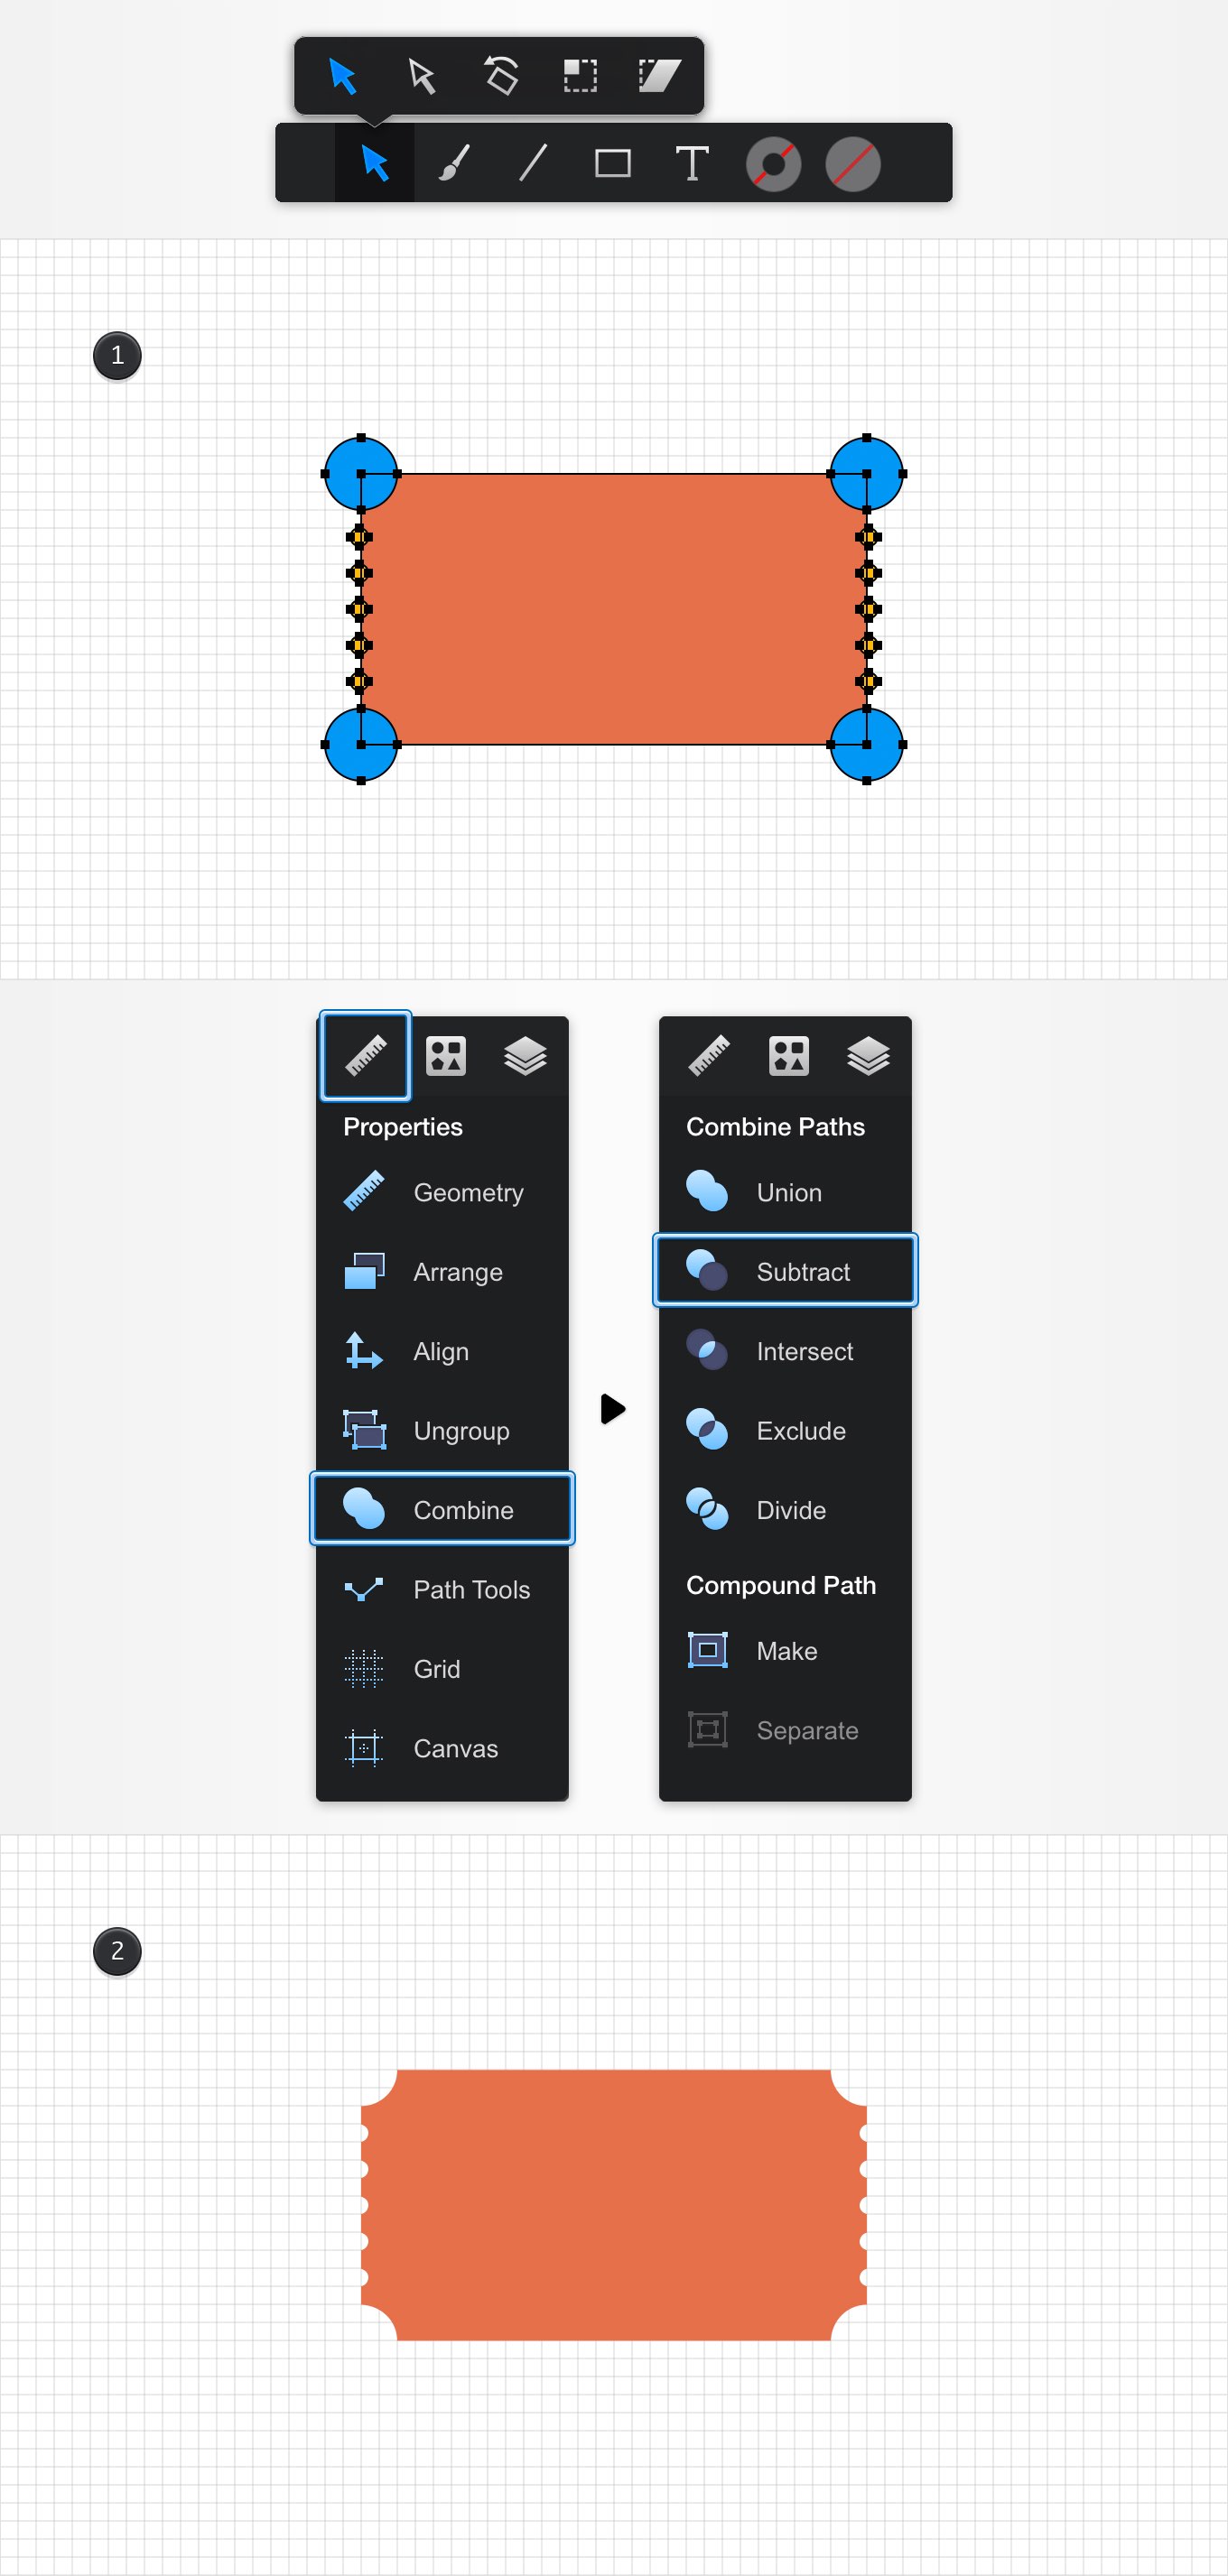 T
1
Properties
Geometry
Arrange
Align
Ungroup
Combine
Path Tools
Grid
Canvas
Combine Paths
Union
Subtract
Intersect
Exclude
Divide
Compound Path
Make
Separate
2